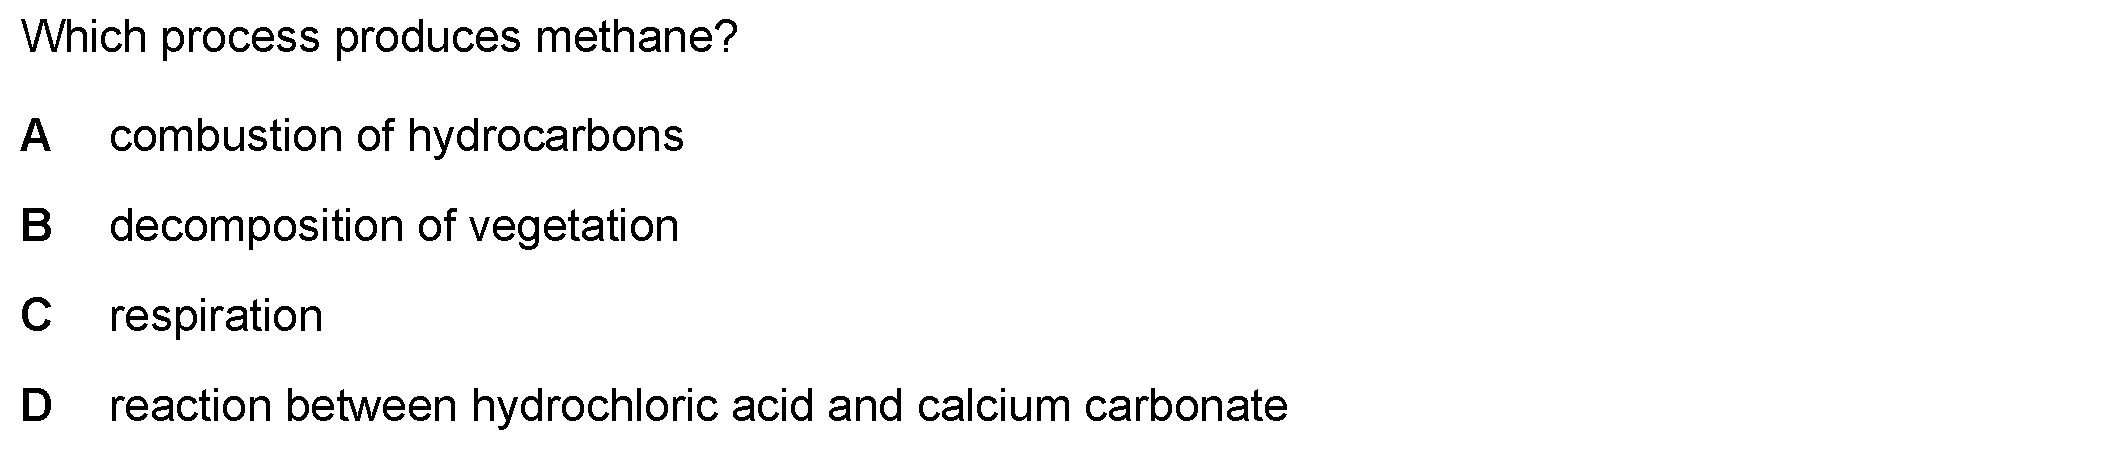 Which process produces methane?
A combustion of hydrocarbons
B decomposition of vegetation
C respiration
D reaction between hydrochloric acid and calcium carbonate